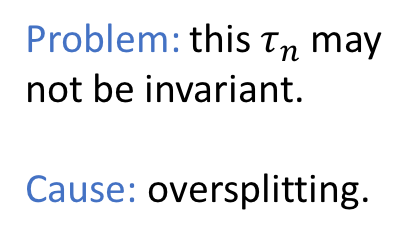 Problem: this τₙ may
not be invariant.
Cause: oversplitting.